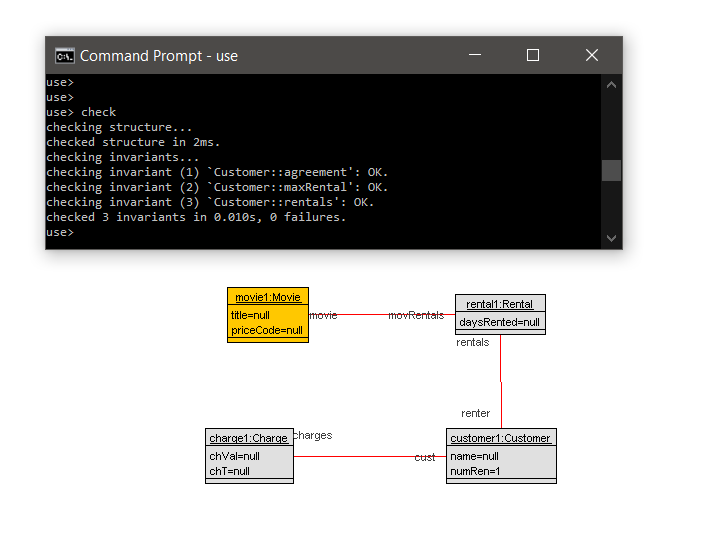 Command Prompt - use
use>
use>
use> check
checking structure...
checked structure in 2ms.
checking invariants...
checking invariant (1) `Customer::agreement': OK.
checking invariant (2) `Customer::maxRental': OK.
checking invariant (3) `Customer::rentals': OK.
checked 3 invariants in 0.010s, 0 failures.
use>
movie1:Movie
title=null
priceCode=null
movie
movRentals
rental1:Rental
daysRented=null
rentals
renter
charge1:Charge
chVal=null
chT=null
charges
cust
customer1:Customer
name=null
numRen=1